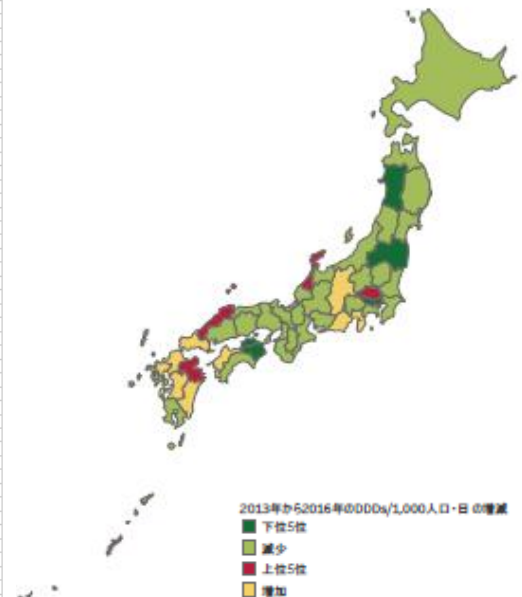 2013年から2016年のDDDs/1,000人口・日 の増減
下位5位
減少
上位5位
増加